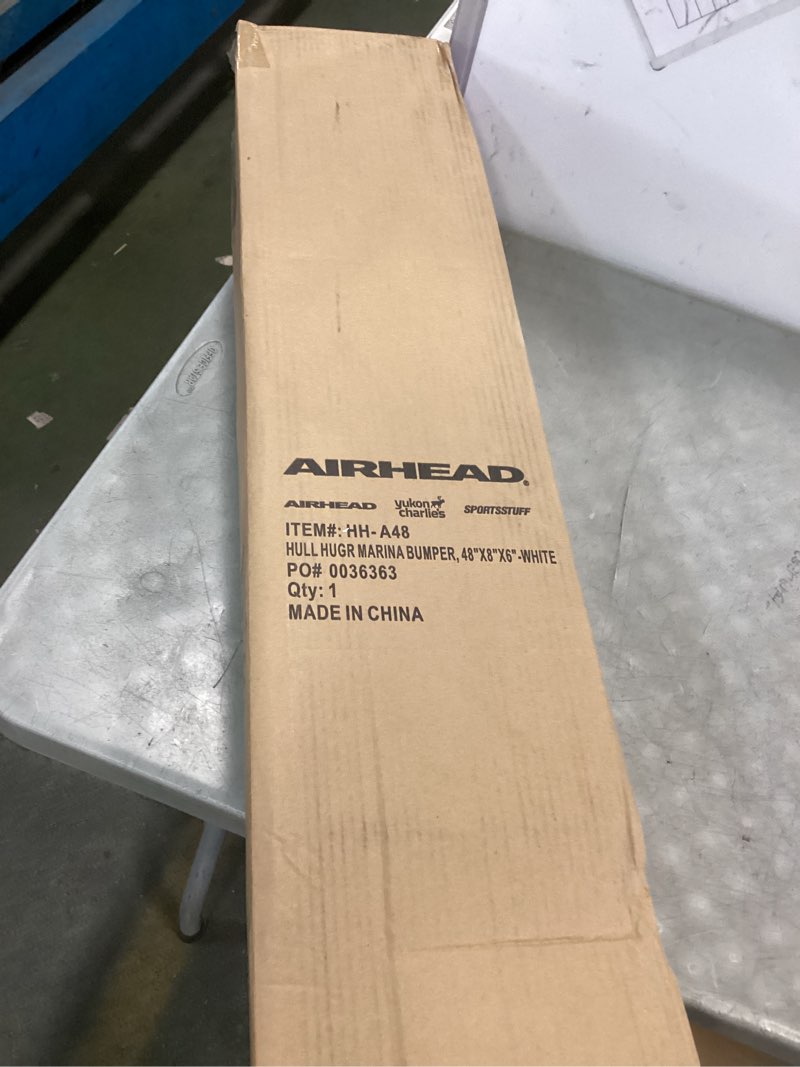 AIRHEAD.
AIRHEAD yukon charlie's SPORTSSTUFF
ITEM#: HH-A48
HULL HUGR MARINA BUMPER, 48"X8"X6"-WHITE
PO# 0036363
Qty: 1
MADE IN CHINA